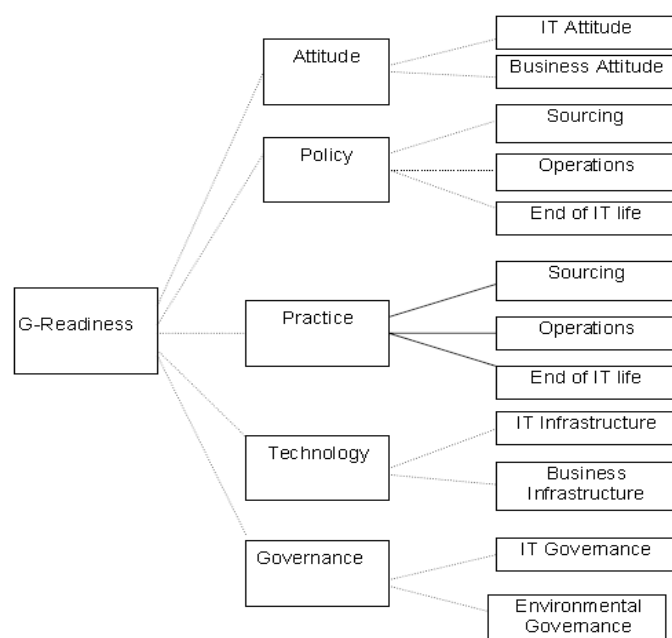 IT Attitude
Attitude
Business Attitude
Sourcing
Policy
Operations
End of IT life
Sourcing
G-Readiness
Practice
Operations
End of IT life
IT Infrastructure
Technology
Business
Infrastructure
IT Governance
Governance
Environmental
Governance